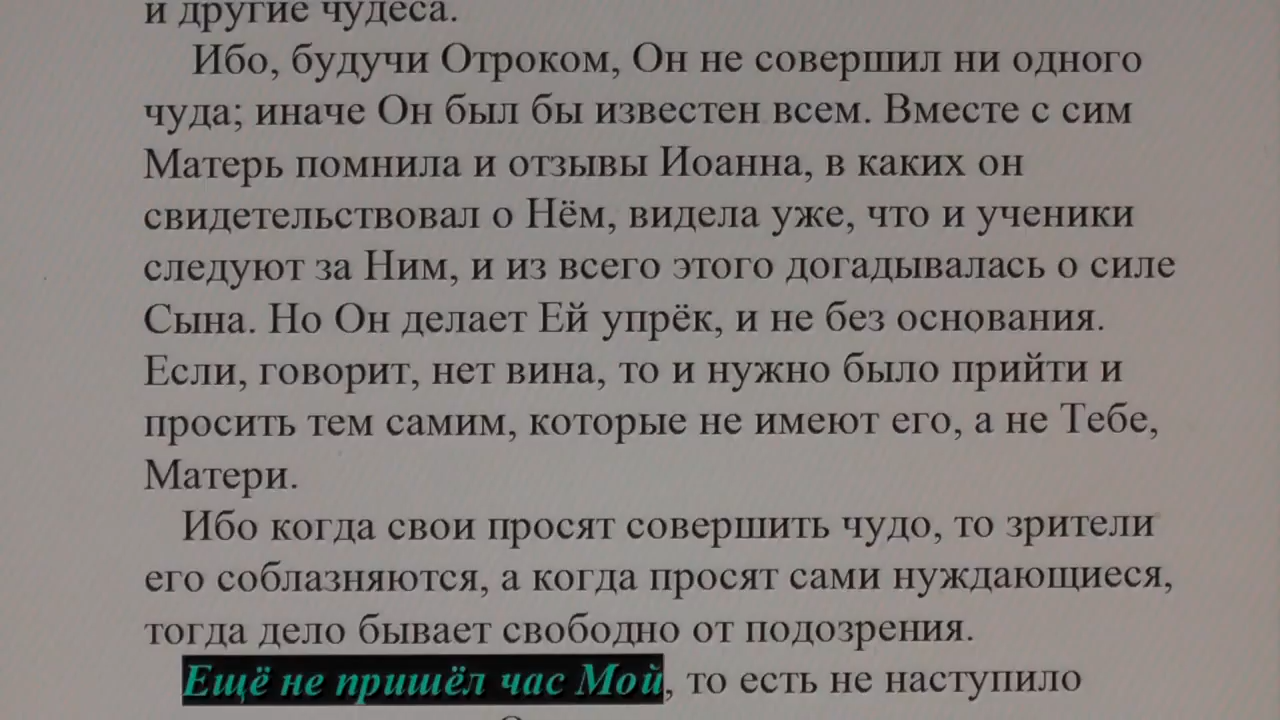 и другие чудеса.
Ибо, будучи Отроком, Он не совершил ни одного
чуда; иначе Он был бы известен всем. Вместе с сим
Матерь помнила и отзывы Иоанна, в каких он
свидетельствовал о Нём, видела уже, что и ученики
следуют за Ним, и из всего этого догадывалась о силе
Сына. Но Он делает Ей упрёк, и не без основания.
Если, говорит, нет вина, то и нужно было прийти и
просить тем самим, которые не имеют его, а не Тебе,
Матери.
Ибо когда свои просят совершить чудо, то зрители
его соблазняются, а когда просят сами нуждающиеся,
тогда дело бывает свободно от подозрения.
Ещё не пришёл час Мой, то есть не наступило